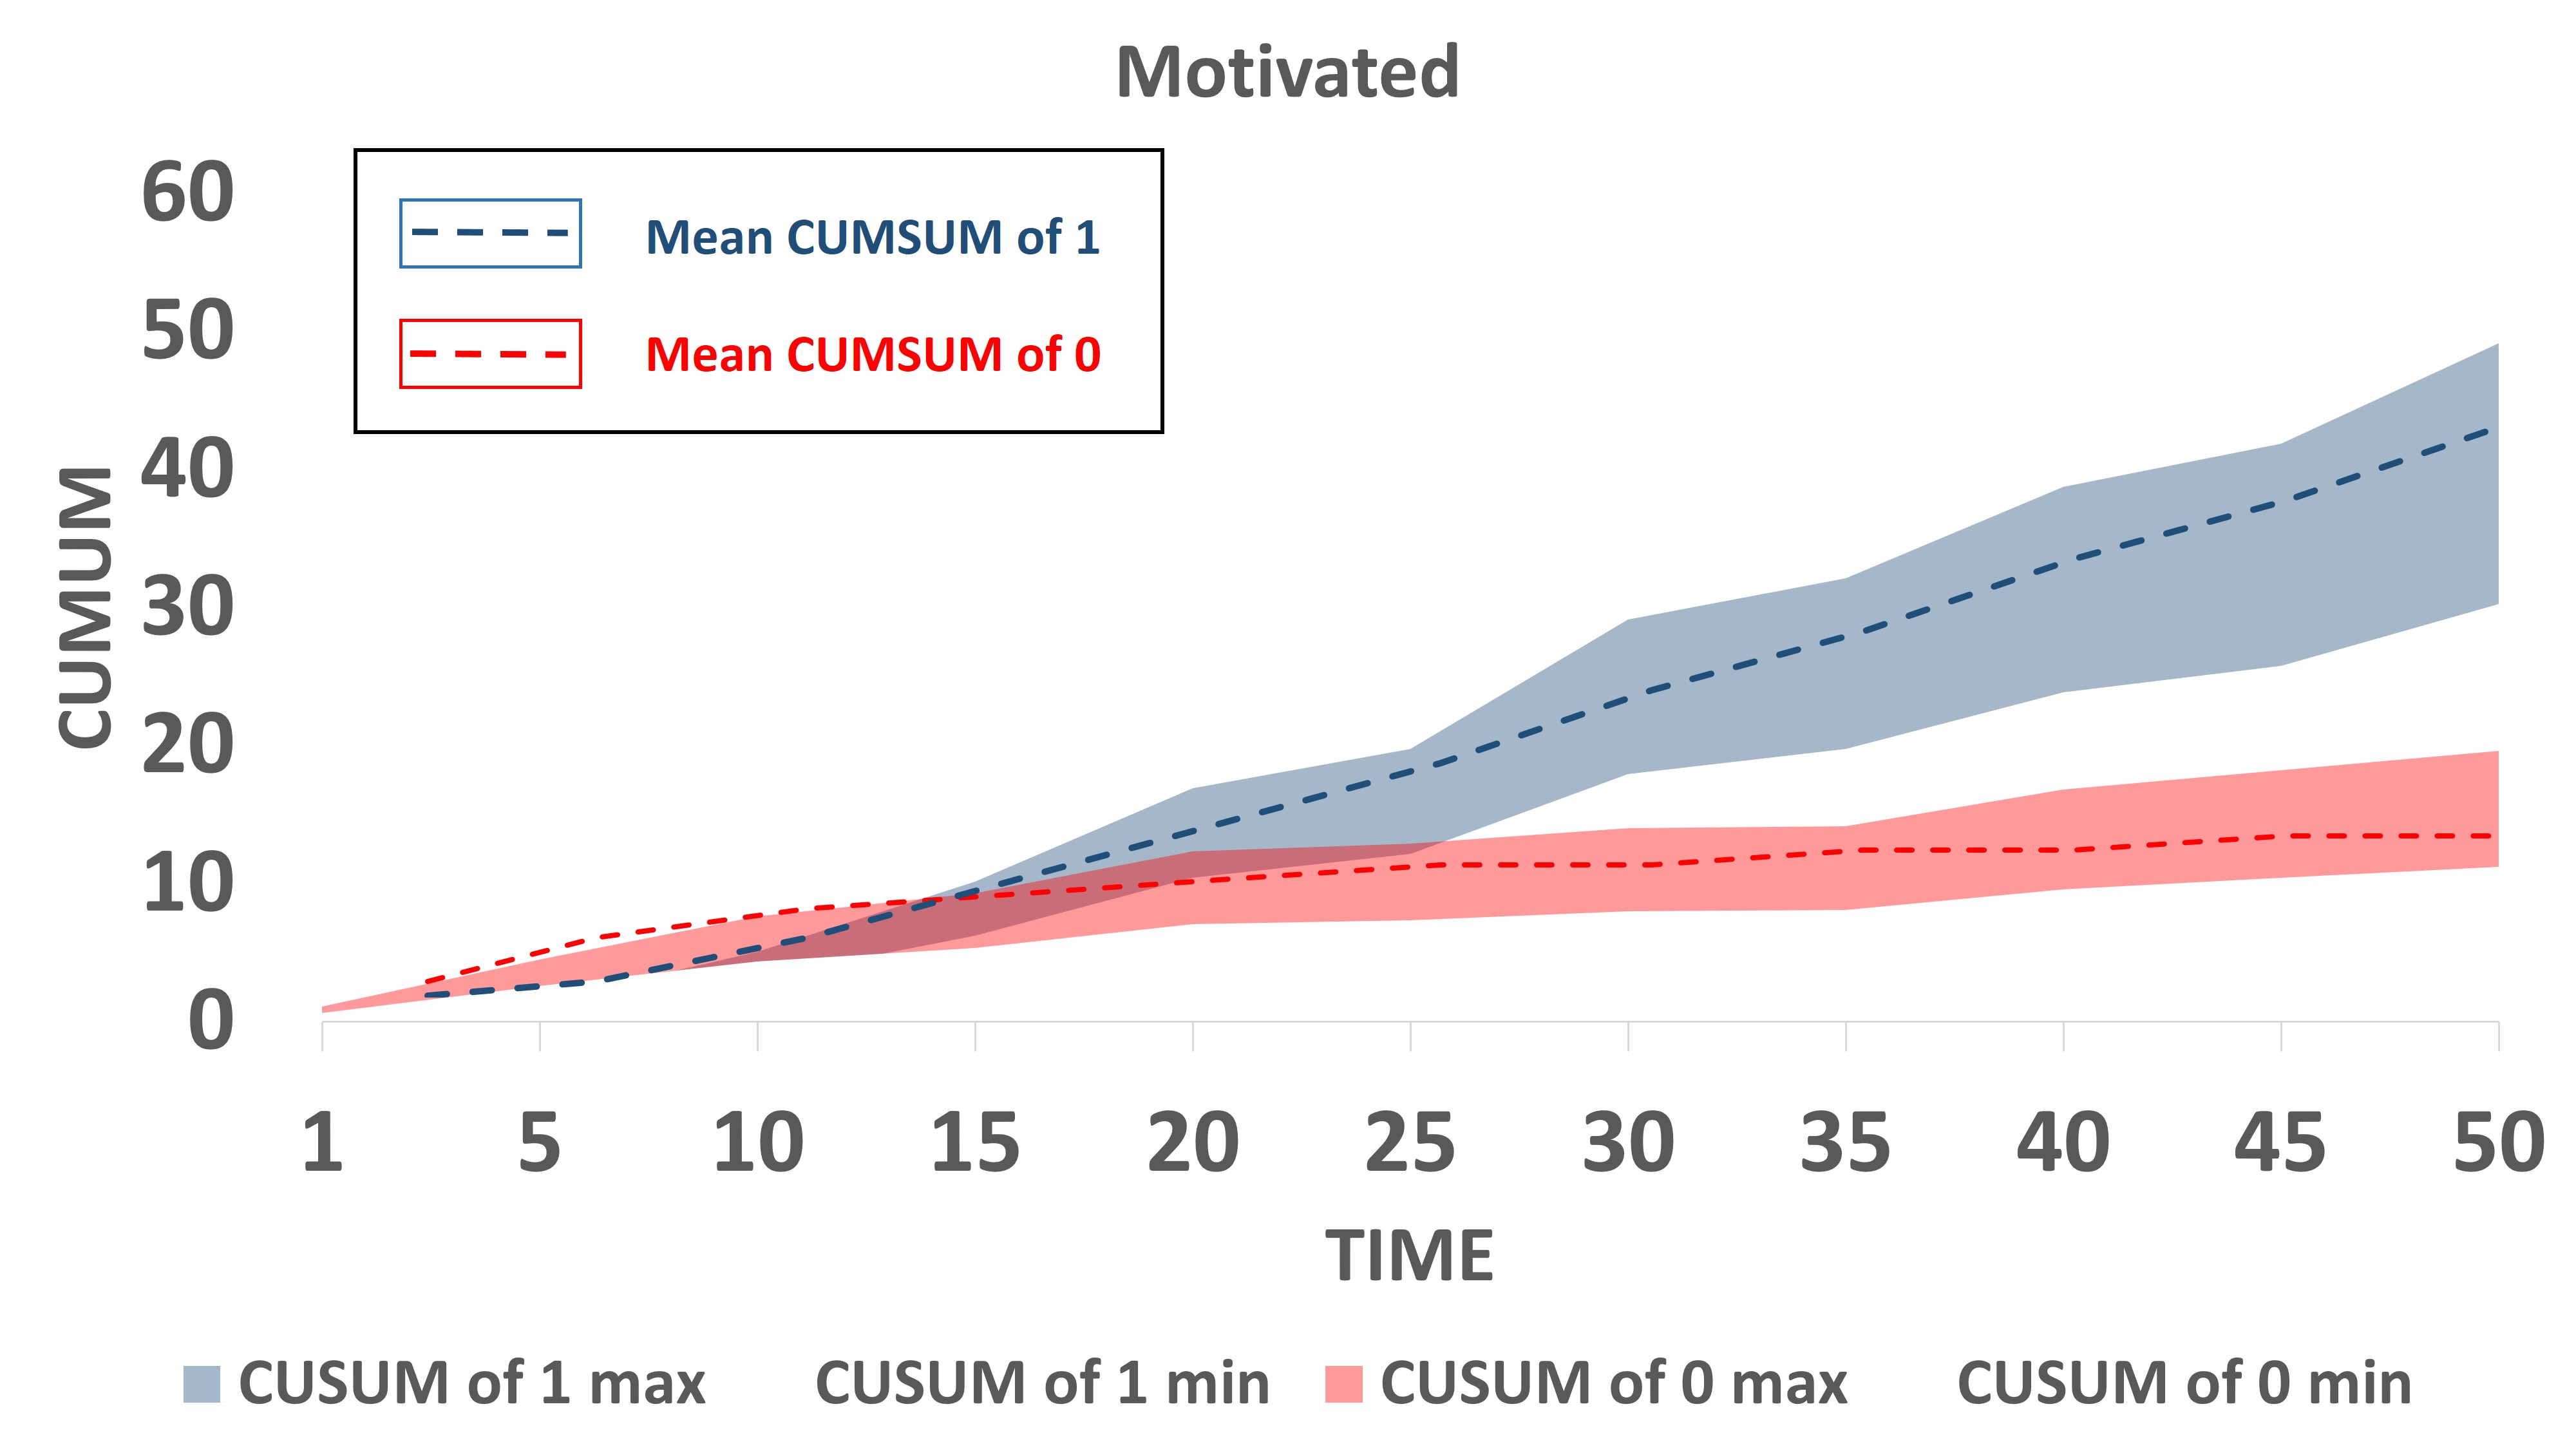 Motivated
Mean CUMSUM of 1
Mean CUMSUM of 0
60
50
40
30
20
10
0
CUMUM
1 5 10 15 20 25 30 35 40 45 50
TIME
CUSUM of 1 max CUSUM of 1 min CUSUM of 0 max CUSUM of 0 min